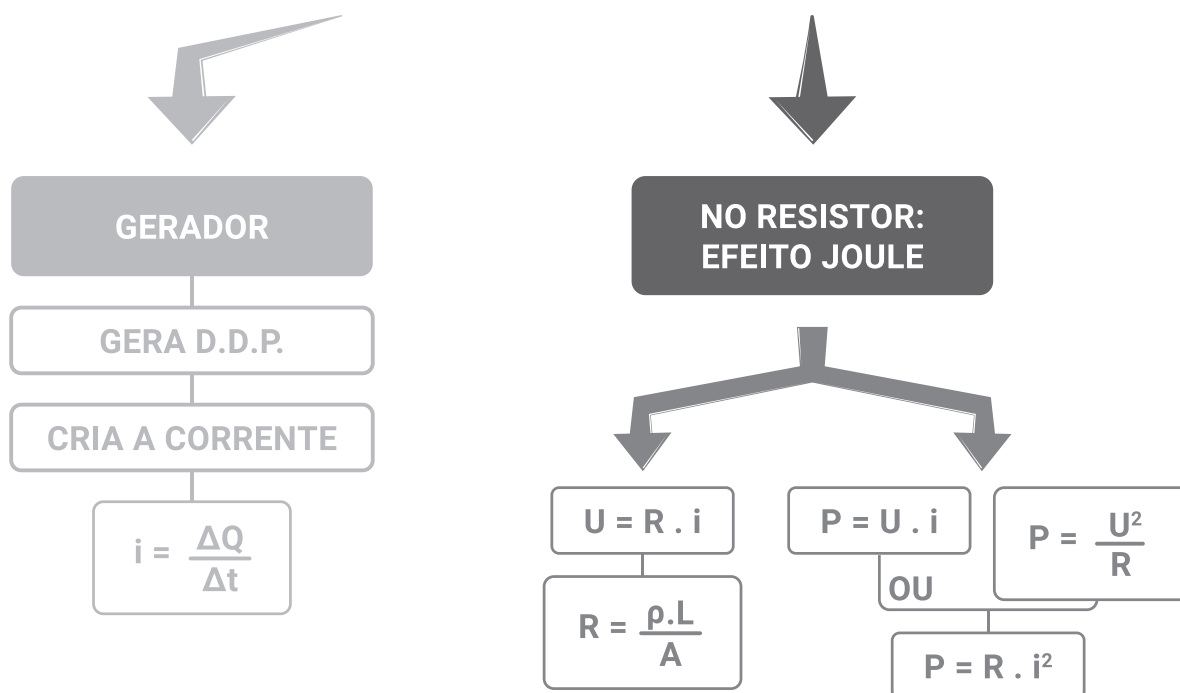 GERADOR
GERA D.D.P.
CRIA A CORRENTE
i = ΔQ/Δt
NO RESISTOR:
EFEITO JOULE
U = R . i
R = ρ.L/A
P = U . i
OU
P = U²/R
P = R . i²